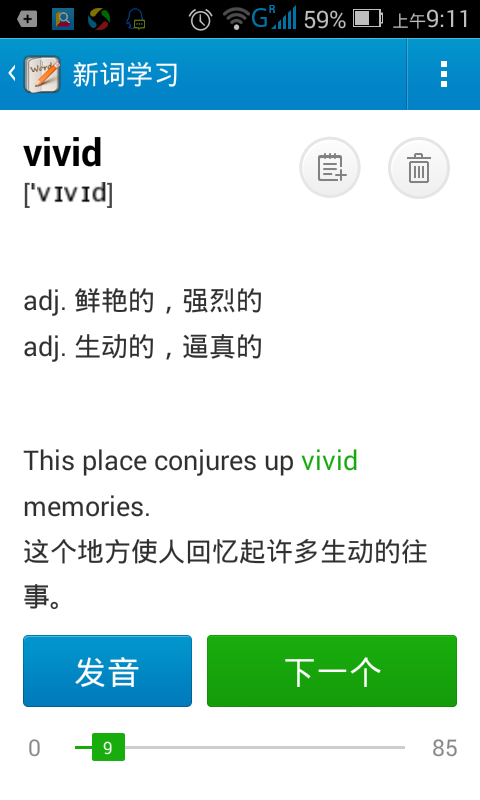 G R 59% 上午9:11
Words 新词学习
vivid
['vɪvɪd]
adj. 鲜艳的，强烈的
adj. 生动的，逼真的
This place conjures up vivid
memories.
这个地方使人回忆起许多生动的往
事。
发音 下一个
0 9 85